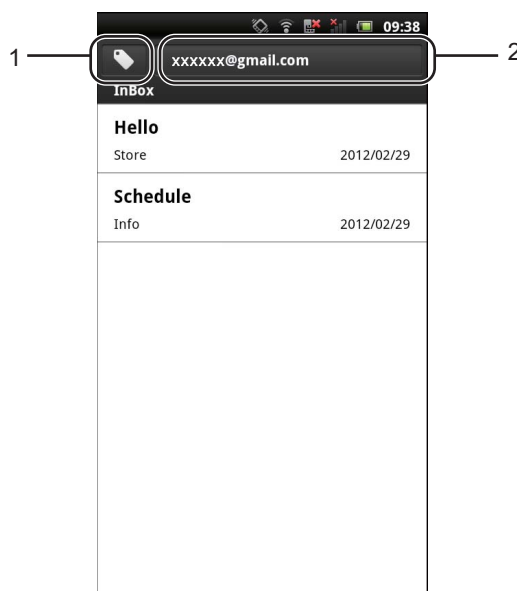 09:38
1
xxxxxx@gmail.com
2
InBox
Hello
Store 2012/02/29
Schedule
Info 2012/02/29